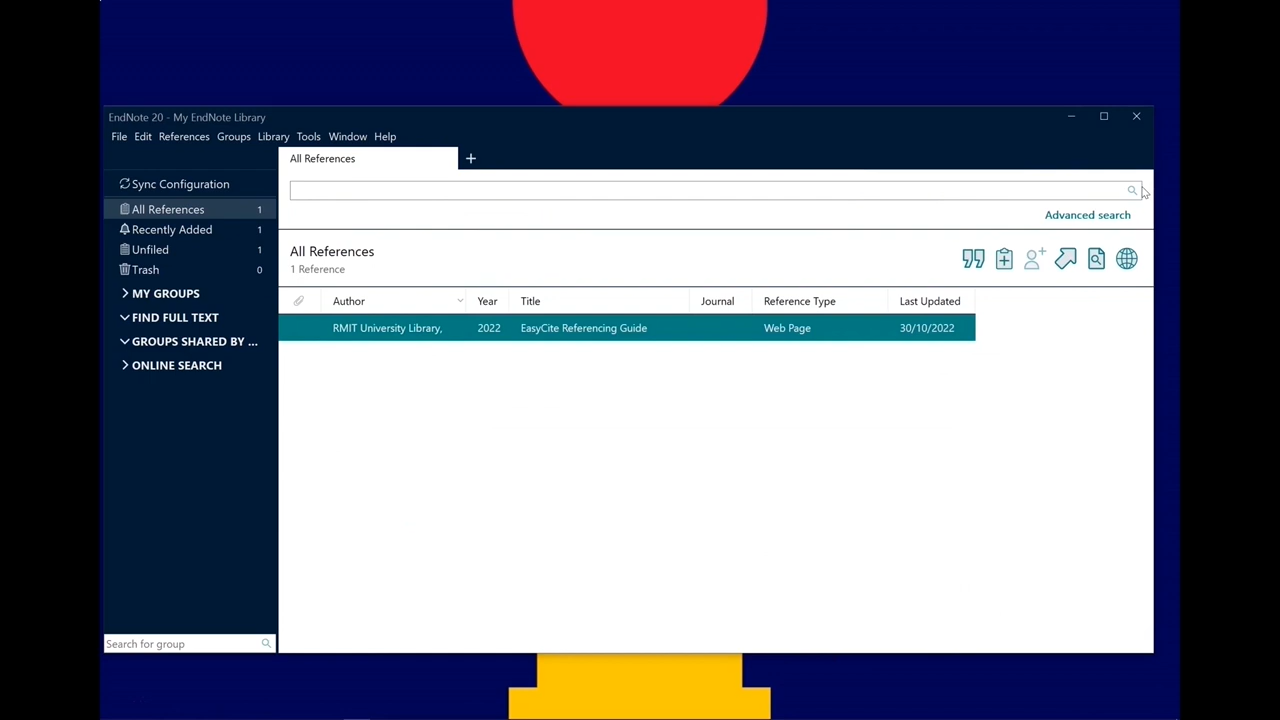 EndNote 20 - My EndNote Library
File Edit References Groups Library Tools Window Help
All References
Sync Configuration
All References 1
Recently Added 1
Unfiled 1
Trash 0
MY GROUPS
FIND FULL TEXT
GROUPS SHARED BY ...
ONLINE SEARCH
Search for group
Advanced search
All References
1 Reference
Author Year Title Journal Reference Type Last Updated
RMIT University Library, 2022 EasyCite Referencing Guide Web Page 30/10/2022